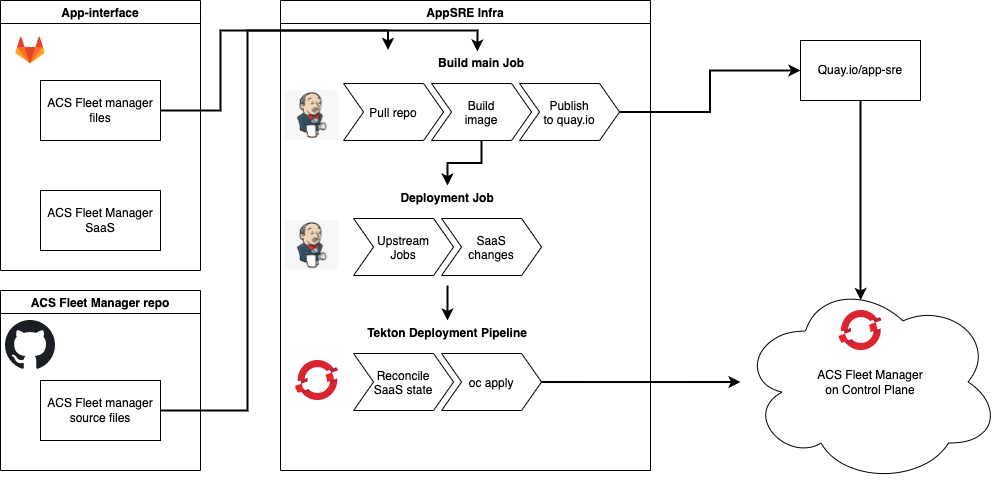 App-interface
ACS Fleet manager
files
ACS Fleet Manager
SaaS
ACS Fleet Manager repo
ACS Fleet manager
source files
AppSRE Infra
Build main Job
Pull repo
Build
image
Publish
to quay.io
Deployment Job
Upstream
Jobs
SaaS
changes
Tekton Deployment Pipeline
Reconcile
SaaS state
oc apply
Quay.io/app-sre
ACS Fleet Manager
on Control Plane